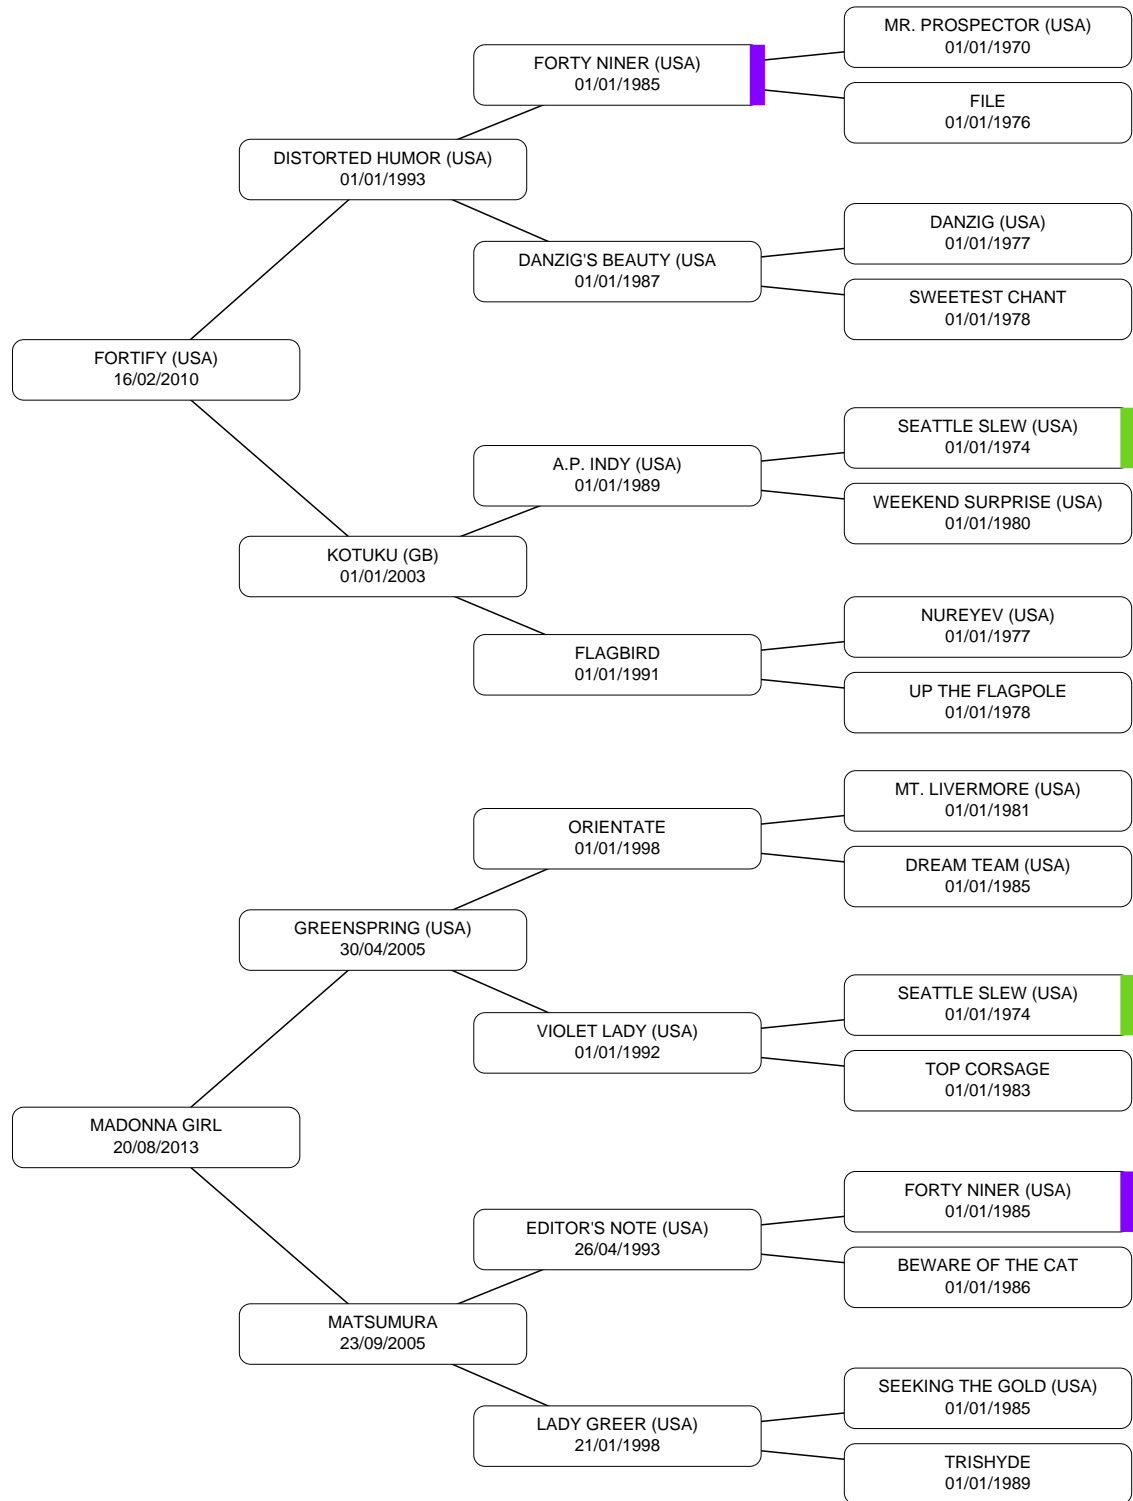 MR. PROSPECTOR (USA)
01/01/1970
FORTY NINER (USA)
01/01/1985
FILE
01/01/1976
DISTORTED HUMOR (USA)
01/01/1993
DANZIG (USA)
01/01/1977
DANZIG'S BEAUTY (USA
01/01/1987
SWEETEST CHANT
01/01/1978
FORTIFY (USA)
16/02/2010
SEATTLE SLEW (USA)
01/01/1974
A.P. INDY (USA)
01/01/1989
WEEKEND SURPRISE (USA)
01/01/1980
KOTUKU (GB)
01/01/2003
NUREYEV (USA)
01/01/1977
FLAGBIRD
01/01/1991
UP THE FLAGPOLE
01/01/1978
MT. LIVERMORE (USA)
01/01/1981
ORIENTATE
01/01/1998
DREAM TEAM (USA)
01/01/1985
GREENSPRING (USA)
30/04/2005
SEATTLE SLEW (USA)
01/01/1974
VIOLET LADY (USA)
01/01/1992
TOP CORSAGE
01/01/1983
MADONNA GIRL
20/08/2013
FORTY NINER (USA)
01/01/1985
EDITOR'S NOTE (USA)
26/04/1993
BEWARE OF THE CAT
01/01/1986
MATSUMURA
23/09/2005
SEEKING THE GOLD (USA)
01/01/1985
LADY GREER (USA)
21/01/1998
TRISHYDE
01/01/1989